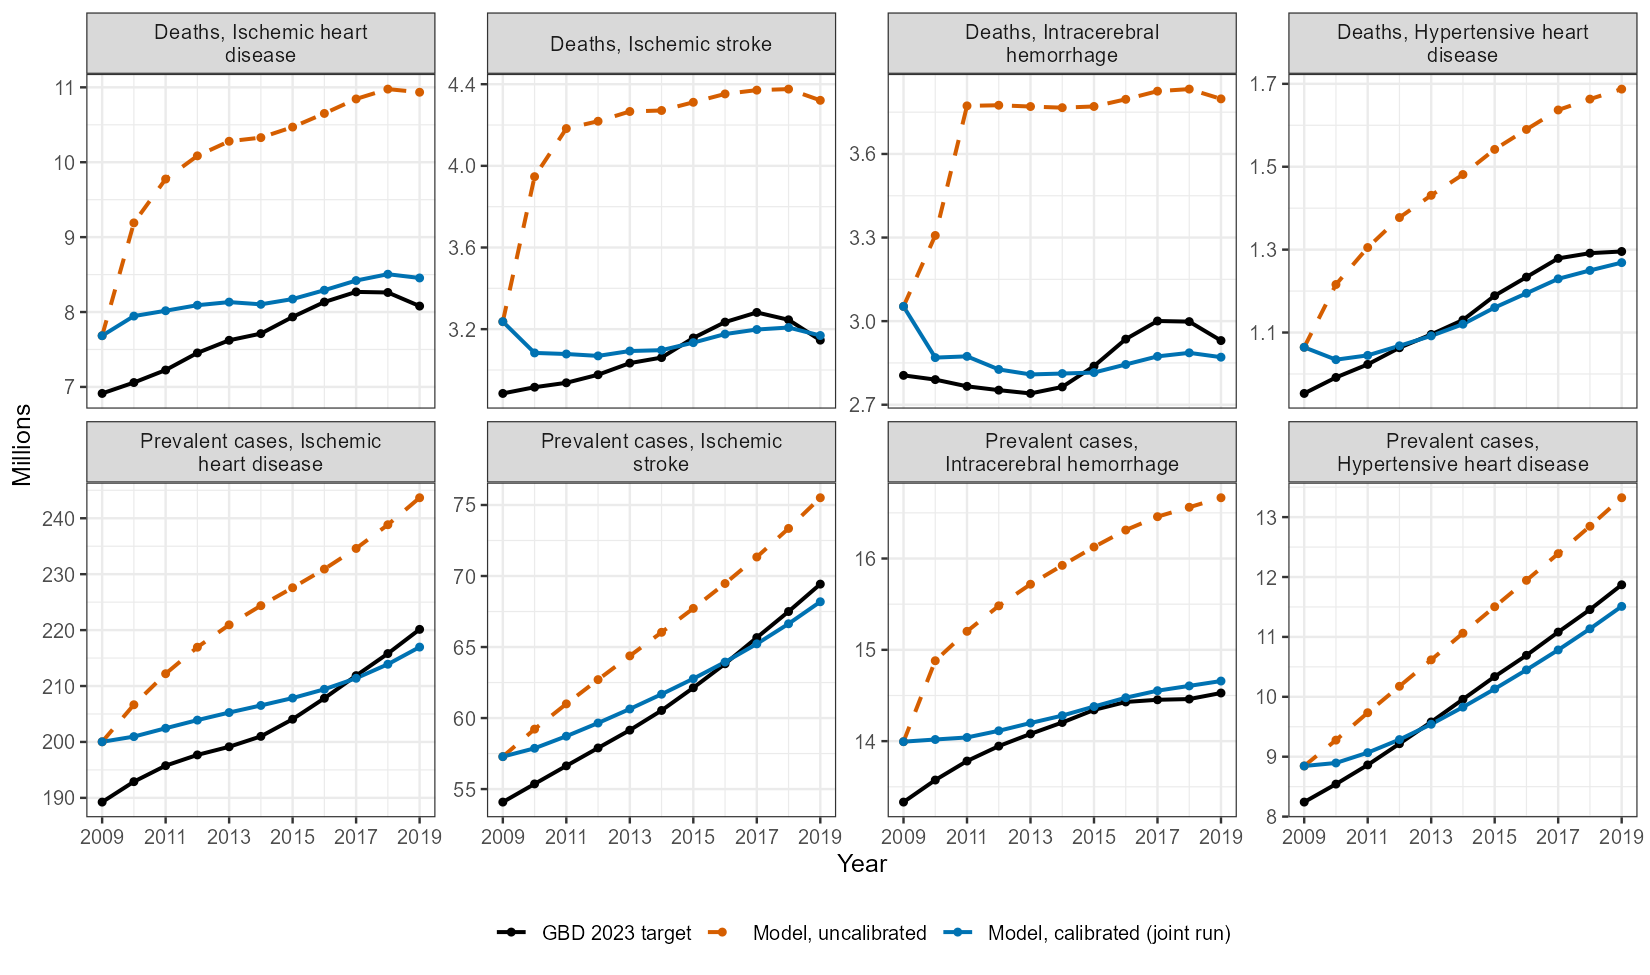 Deaths, Ischemic heart
disease
Deaths, Ischemic stroke
Deaths, Intracerebral
hemorrhage
Deaths, Hypertensive heart
disease
11
10
9
8
7
4.4
4.0
3.6
3.2
3.6
3.3
3.0
2.7
1.7
1.5
1.3
1.1
Millions
Prevalent cases, Ischemic
heart disease
Prevalent cases, Ischemic
stroke
Prevalent cases,
Intracerebral hemorrhage
Prevalent cases,
Hypertensive heart disease
240
230
220
210
200
190
75
70
65
60
55
16
15
14
13
12
11
10
9
8
2009 2011 2013 2015 2017 2019
2009 2011 2013 2015 2017 2019
2009 2011 2013 2015 2017 2019
2009 2011 2013 2015 2017 2019
Year
GBD 2023 target Model, uncalibrated Model, calibrated (joint run)